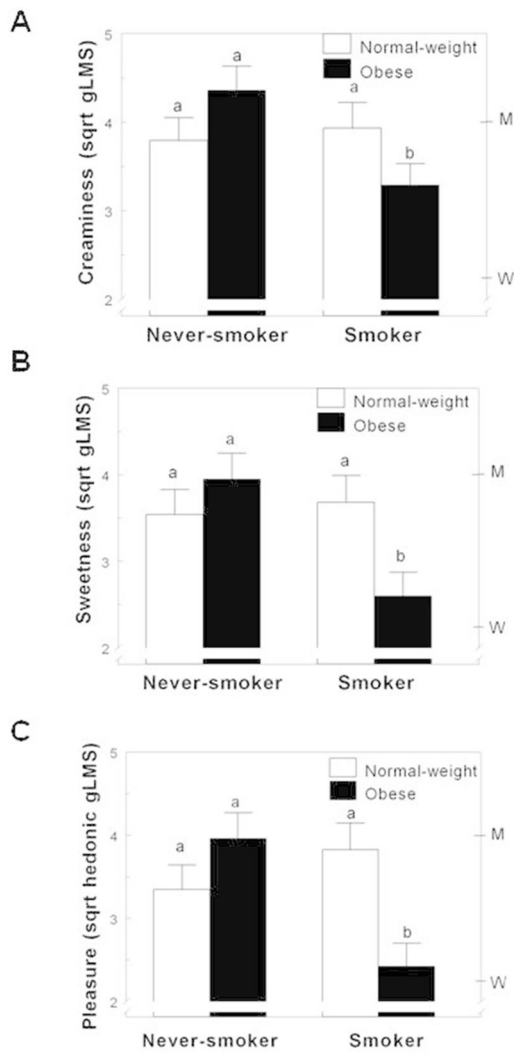 A
Creaminess (sqrt gLMS)
5
4
3
2
a
a
a
b
Normal-weight
Obese
M
W
Never-smoker
Smoker
B
Sweetness (sqrt gLMS)
5
4
3
2
a
a
a
b
Normal-weight
Obese
M
W
Never-smoker
Smoker
C
Pleasure (sqrt hedonic gLMS)
5
4
3
2
a
a
a
b
Normal-weight
Obese
M
W
Never-smoker
Smoker